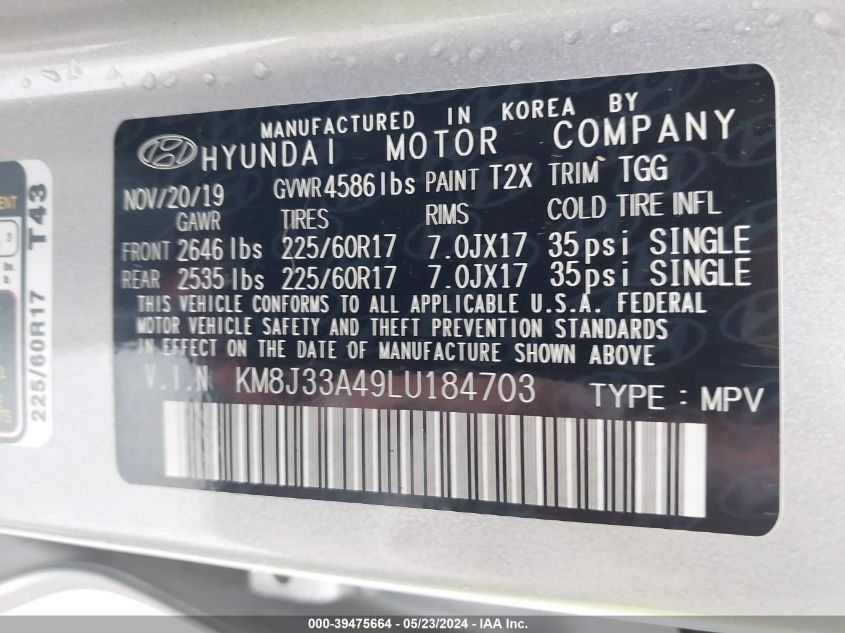 MANUFACTURED IN KOREA BY
HYUNDAI MOTOR COMPANY
NOV/20/19 GVWR 4586 lbs PAINT T2X TRIM TGG
GAWR TIRES RIMS COLD TIRE INFL
FRONT 2646 lbs 225/60R17 7.0JX17 35psi SINGLE
REAR 2535 lbs 225/60R17 7.0JX17 35psi SINGLE
THIS VEHICLE CONFORMS TO ALL APPLICABLE U.S.A. FEDERAL
MOTOR VEHICLE SAFETY AND THEFT PREVENTION STANDARDS
IN EFFECT ON THE DATE OF MANUFACTURE SHOWN ABOVE
V.I.N KM8J33A49LU184703 TYPE : MPV
225/60R17 T43
3
000-39475664 - 05/23/2024 - IAA Inc.